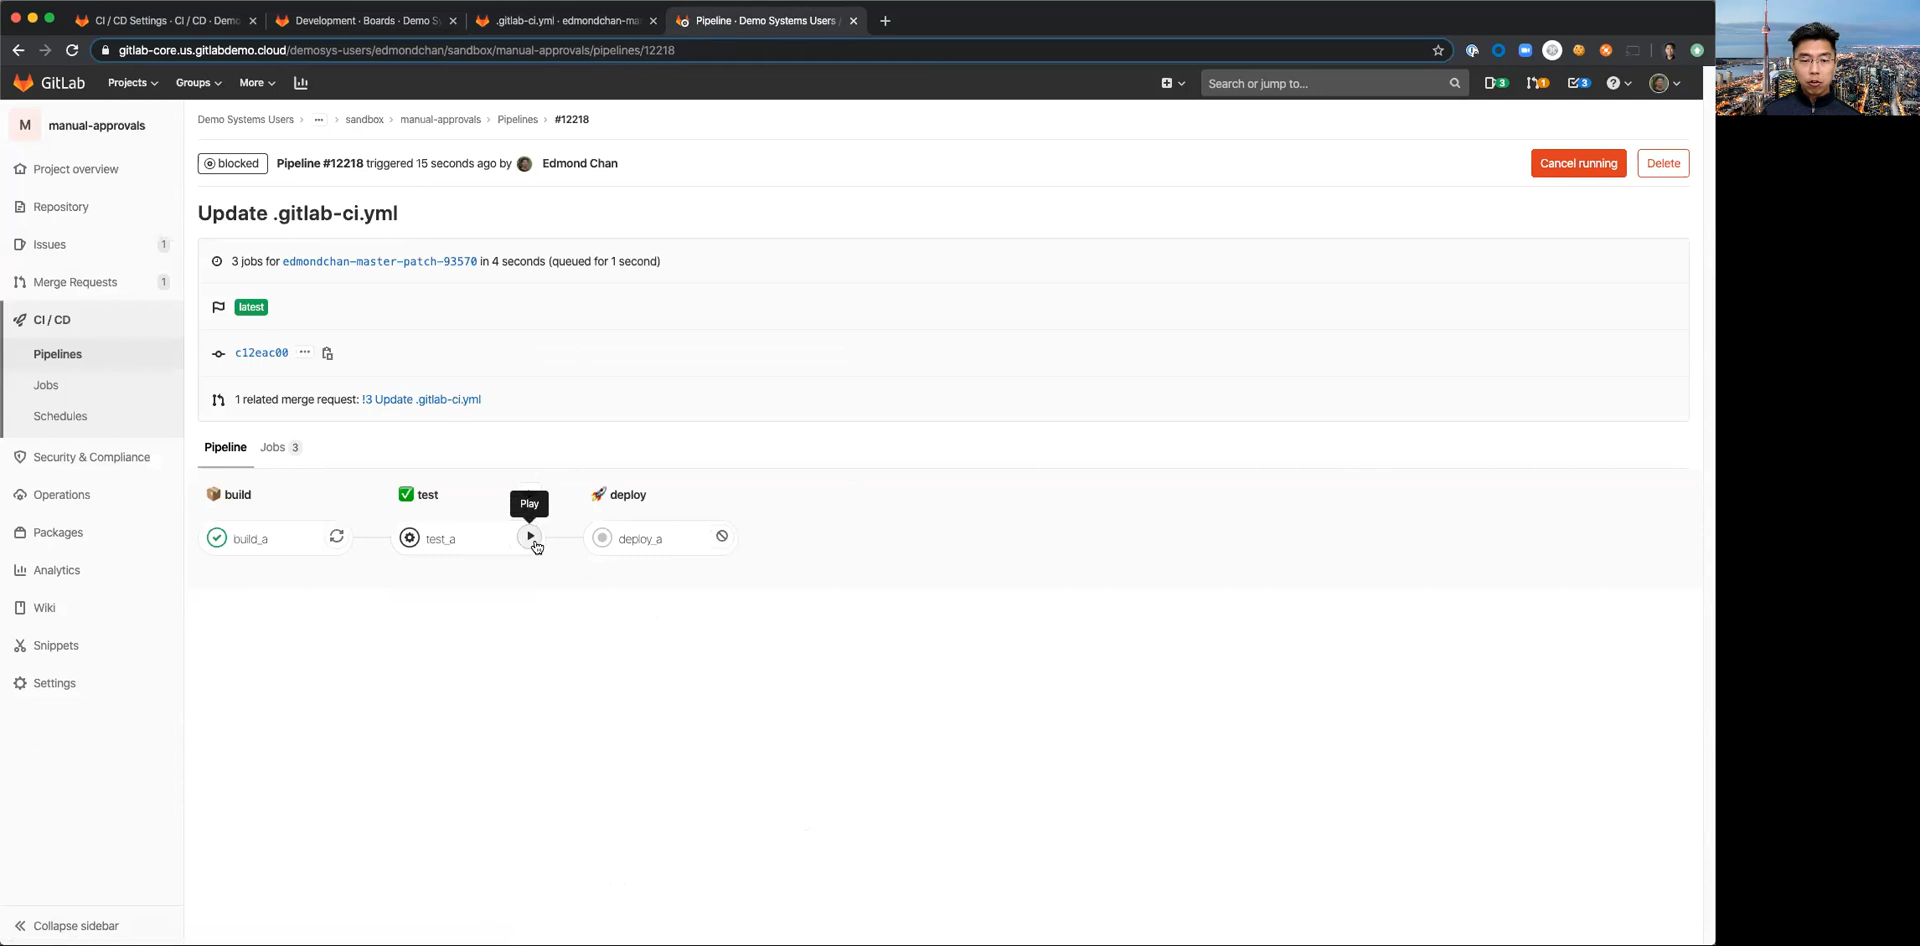 CI / CD Settings · CI / CD · Demo
Development · Boards · Demo Sy
.gitlab-ci.yml · edmondchan-mas
Pipeline · Demo Systems Users /
gitlab-core.us.gitlabdemo.cloud/demosys-users/edmondchan/sandbox/manual-approvals/pipelines/12218
GitLab
Projects
Groups
More
Search or jump to...
3
1
3
M
manual-approvals
Project overview
Repository
Issues
1
Merge Requests
1
CI / CD
Pipelines
Jobs
Schedules
Security & Compliance
Operations
Packages
Analytics
Wiki
Snippets
Settings
Collapse sidebar
Demo Systems Users › ... › sandbox › manual-approvals › Pipelines › #12218
blocked
Pipeline #12218 triggered 15 seconds ago by Edmond Chan
Cancel running
Delete
Update .gitlab-ci.yml
3 jobs for edmondchan-master-patch-93570 in 4 seconds (queued for 1 second)
latest
c12eac00 ...
1 related merge request: !3 Update .gitlab-ci.yml
Pipeline
Jobs 3
build
test
deploy
Play
build_a
test_a
deploy_a